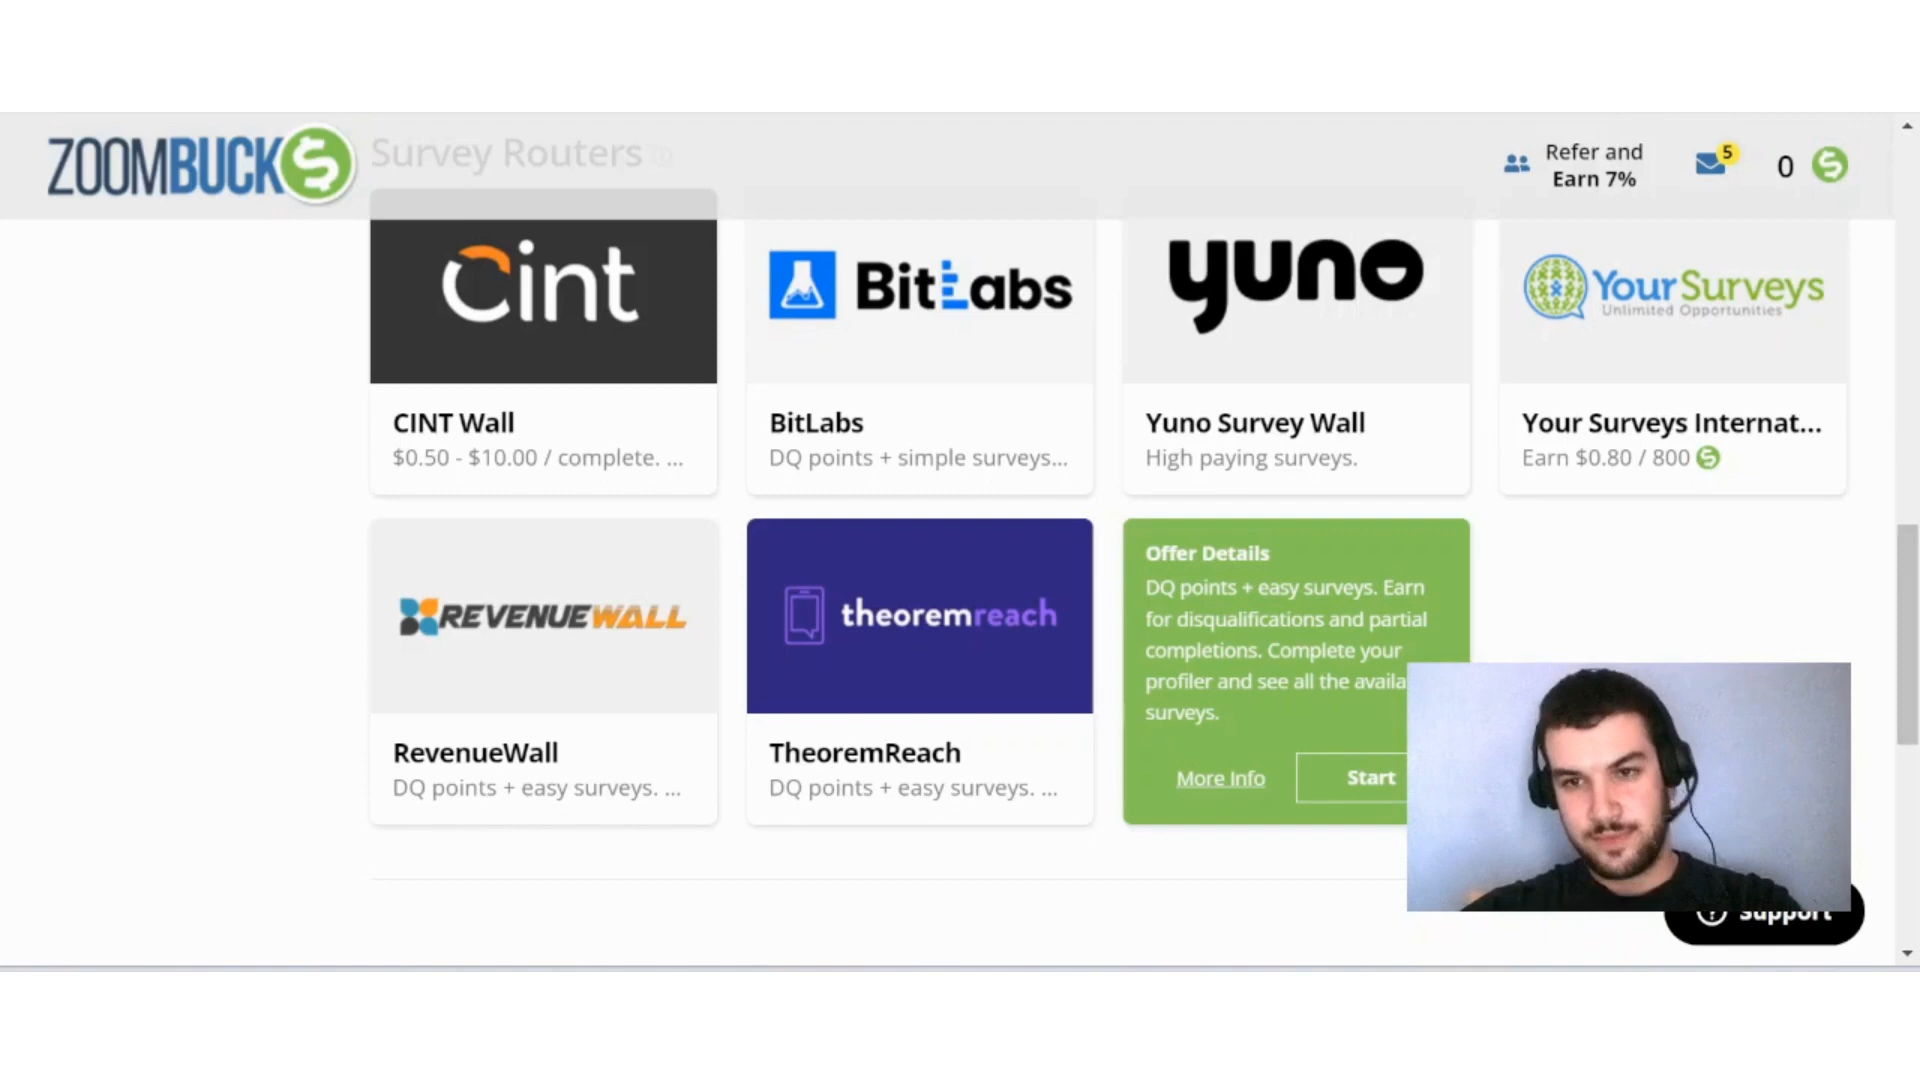 ZOOMBUCK$
Survey Routers
Refer and
Earn 7%
5
0
Cint
BitLabs
yuno
YourSurveys
Unlimited Opportunities
CINT Wall
$0.50 - $10.00 / complete. ...
BitLabs
DQ points + simple surveys...
Yuno Survey Wall
High paying surveys.
Your Surveys Internat...
Earn $0.80 / 800
REVENUEWALL
theoremreach
Offer Details
DQ points + easy surveys. Earn
for disqualifications and partial
completions. Complete your
profiler and see all the availa
surveys.
More Info
Start
RevenueWall
DQ points + easy surveys. ...
TheoremReach
DQ points + easy surveys. ...
Support